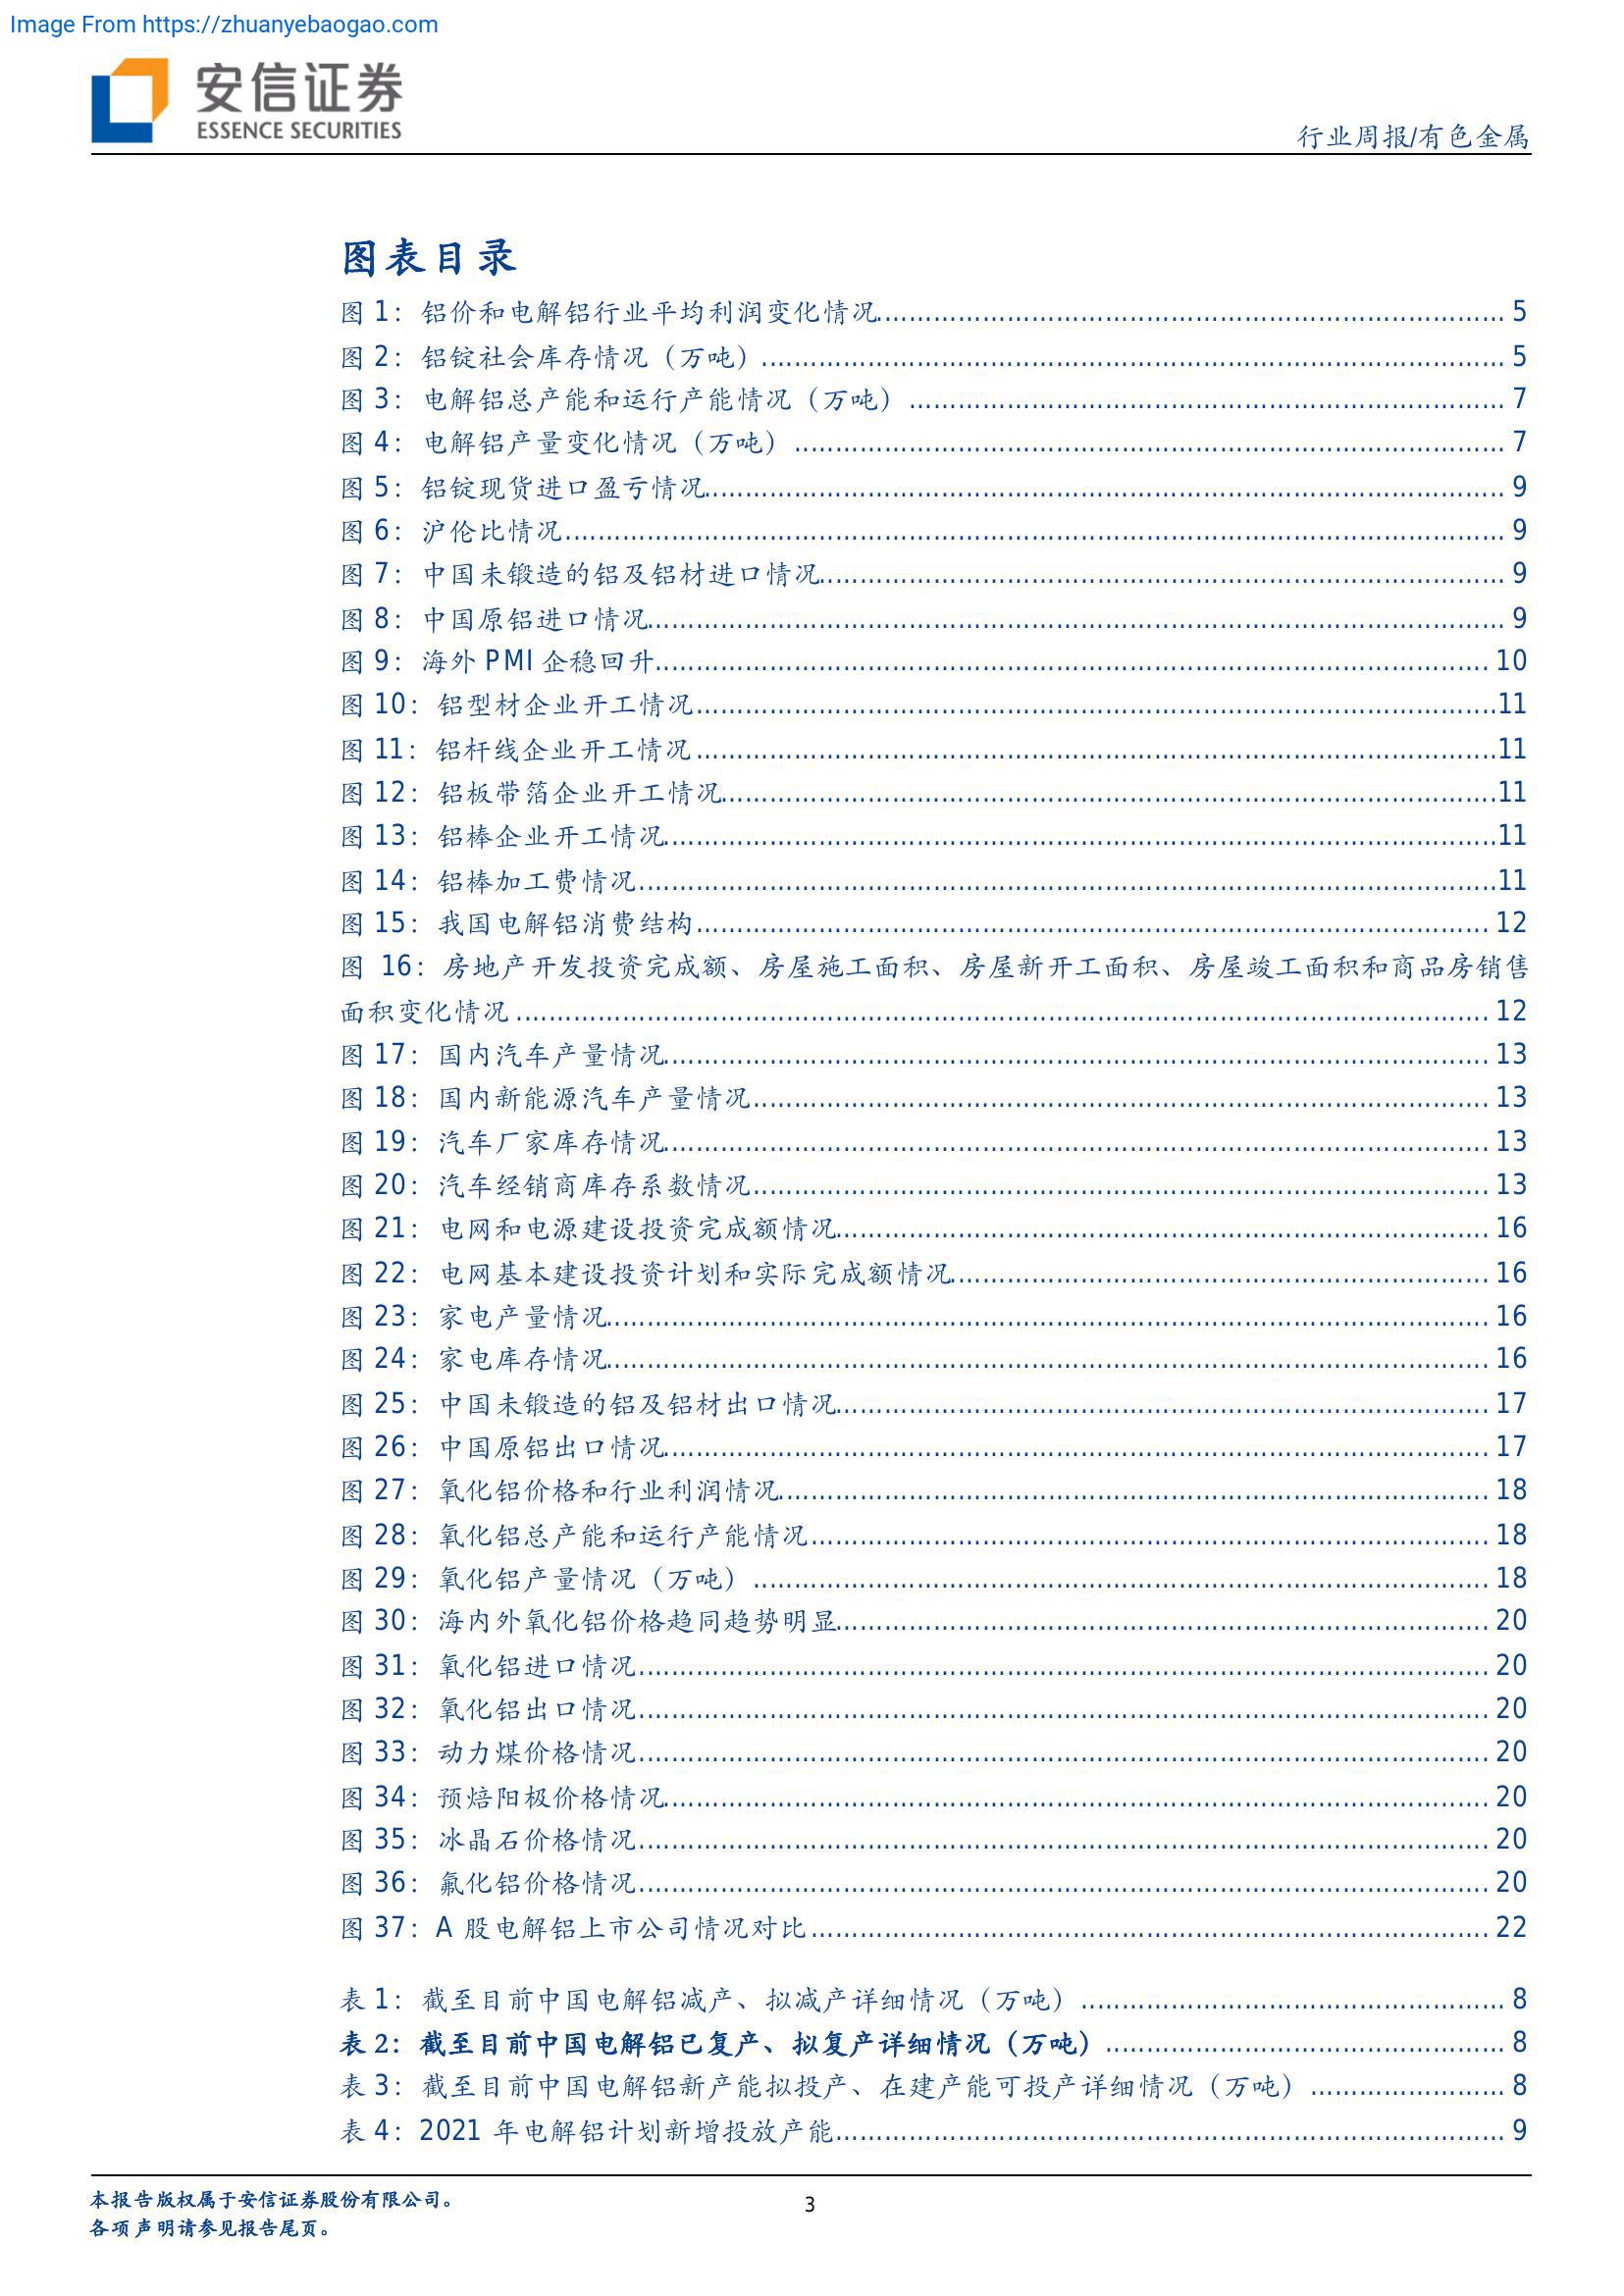 Image From https://zhuanyebaogao.com
安信证券
ESSENCE SECURITIES
行业周报/有色金属
图表目录
图 1：铝价和电解铝行业平均利润变化情况 5
图 2：铝锭社会库存情况（万吨） 5
图 3：电解铝总产能和运行产能情况（万吨） 7
图 4：电解铝产量变化情况（万吨） 7
图 5：铝锭现货进口盈亏情况 9
图 6：沪伦比情况 9
图 7：中国未锻造的铝及铝材进口情况 9
图 8：中国原铝进口情况 9
图 9：海外 PMI 企稳回升 10
图 10：铝型材企业开工情况 11
图 11：铝杆线企业开工情况 11
图 12：铝板带箔企业开工情况 11
图 13：铝棒企业开工情况 11
图 14：铝棒加工费情况 11
图 15：我国电解铝消费结构 12
图 16：房地产开发投资完成额、房屋施工面积、房屋新开工面积、房屋竣工面积和商品房销售
面积变化情况 12
图 17：国内汽车产量情况 13
图 18：国内新能源汽车产量情况 13
图 19：汽车厂家库存情况 13
图 20：汽车经销商库存系数情况 13
图 21：电网和电源建设投资完成额情况 16
图 22：电网基本建设投资计划和实际完成额情况 16
图 23：家电产量情况 16
图 24：家电库存情况 16
图 25：中国未锻造的铝及铝材出口情况 17
图 26：中国原铝出口情况 17
图 27：氧化铝价格和行业利润情况 18
图 28：氧化铝总产能和运行产能情况 18
图 29：氧化铝产量情况（万吨） 18
图 30：海内外氧化铝价格趋同趋势明显 20
图 31：氧化铝进口情况 20
图 32：氧化铝出口情况 20
图 33：动力煤价格情况 20
图 34：预焙阳极价格情况 20
图 35：冰晶石价格情况 20
图 36：氟化铝价格情况 20
图 37：A 股电解铝上市公司情况对比 22
表 1：截至目前中国电解铝减产、拟减产详细情况（万吨） 8
表 2：截至目前中国电解铝已复产、拟复产详细情况（万吨） 8
表 3：截至目前中国电解铝新产能拟投产、在建产能可投产详细情况（万吨） 8
表 4：2021 年电解铝计划新增投放产能 9
本报告版权属于安信证券股份有限公司。
3
各项声明请参见报告尾页。